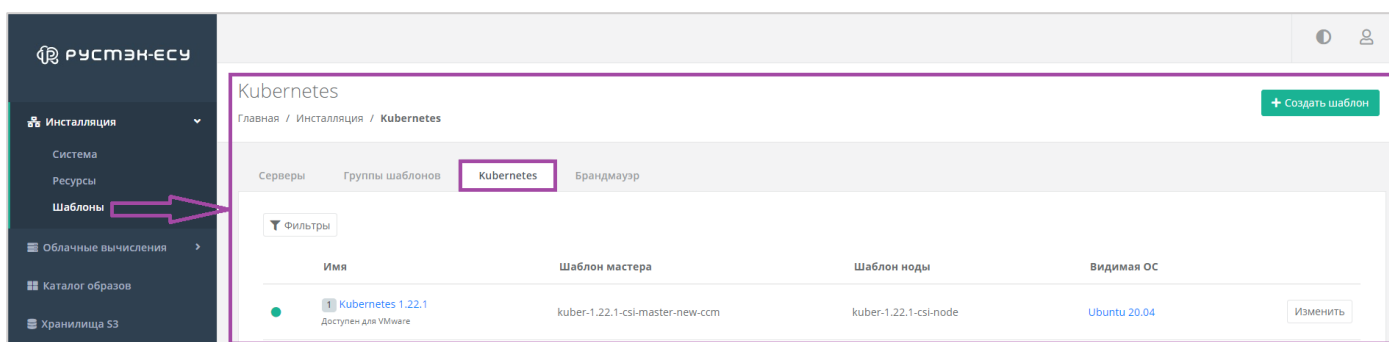 РУСТЭК-ЕСУ
Инсталляция
Система
Ресурсы
Шаблоны
Облачные вычисления
Каталог образов
Хранилища S3
Kubernetes
Главная / Инсталляция / Kubernetes
+ Создать шаблон
Серверы Группы шаблонов Kubernetes Брандмауэр
Фильтры
Имя Шаблон мастера Шаблон ноды Видимая ОС
1 Kubernetes 1.22.1 kuber-1.22.1-csi-master-new-ccm kuber-1.22.1-csi-node Ubuntu 20.04 Изменить
Доступен для VMware